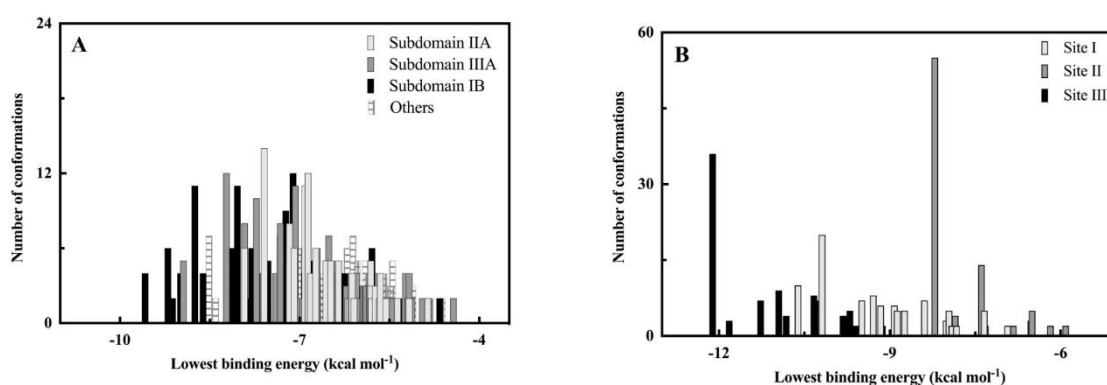 A
Subdomain IIA
Subdomain IIIA
Subdomain IB
Others
24
12
0
-10
-7
-4
Number of conformations
Lowest binding energy (kcal mol⁻¹)
B
Site I
Site II
Site III
60
30
0
-12
-9
-6
Number of conformations
Lowest binding energy (kcal mol⁻¹)